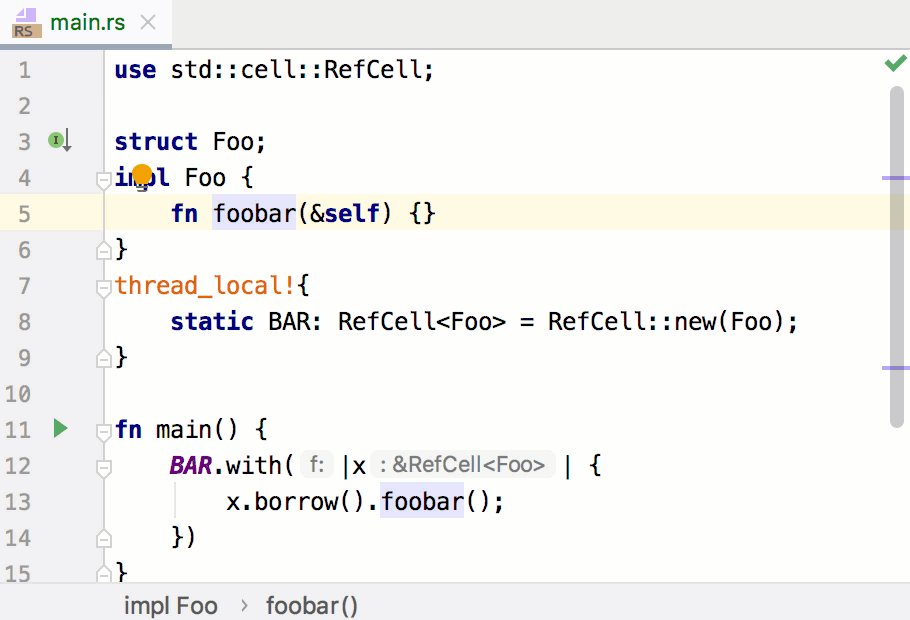 RS main.rs
1 use std::cell::RefCell;
2
3 I struct Foo;
4 impl Foo {
5     fn foobar(&self) {}
6 }
7 thread_local!{
8     static BAR: RefCell<Foo> = RefCell::new(Foo);
9 }
10
11 fn main() {
12     BAR.with( f: |x : &RefCell<Foo> | {
13         x.borrow().foobar();
14     })
15 }
impl Foo › foobar()